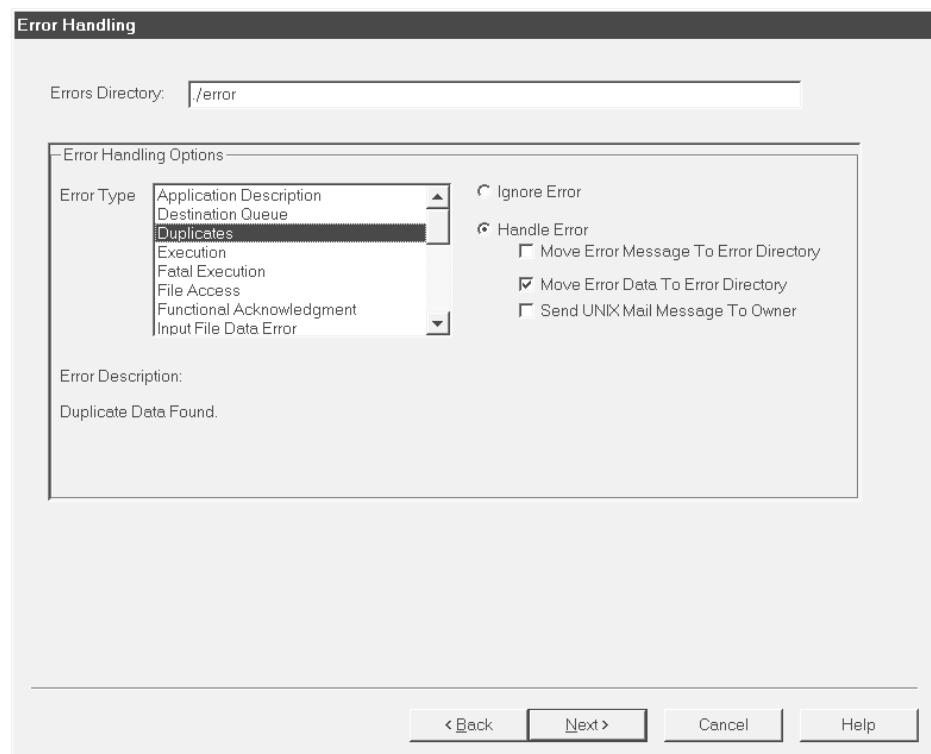 Error Handling
Errors Directory: ./error
Error Handling Options
Error Type
Application Description
Destination Queue
Duplicates
Execution
Fatal Execution
File Access
Functional Acknowledgment
Input File Data Error
Ignore Error
Handle Error
Move Error Message To Error Directory
Move Error Data To Error Directory
Send UNIX Mail Message To Owner
Error Description:
Duplicate Data Found.
< Back
Next >
Cancel
Help